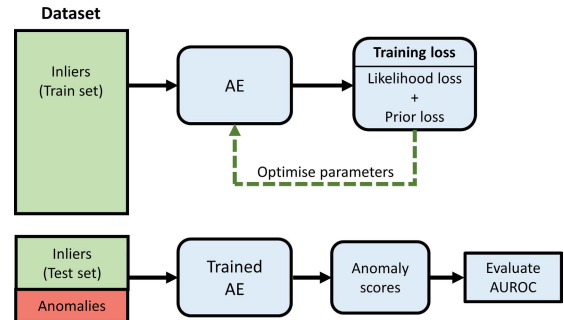 Dataset
Inliers
(Train set)
AE
Training loss
Likelihood loss
+
Prior loss
Optimise parameters
Inliers
(Test set)
Anomalies
Trained
AE
Anomaly
scores
Evaluate
AUROC